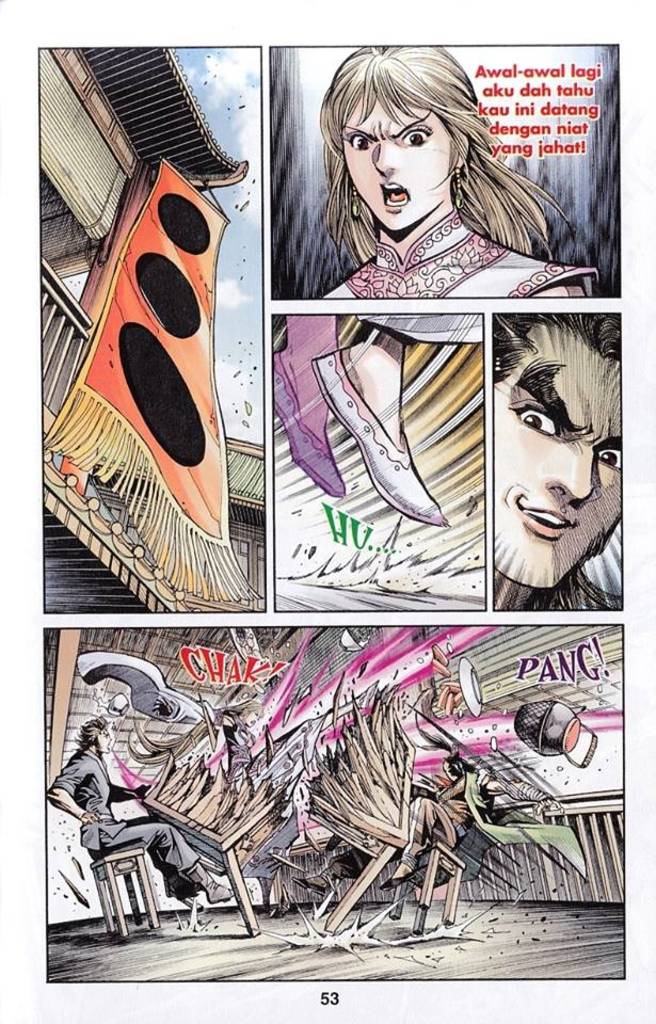 Awal-awal lagi
aku dah tahu
kau ini datang
dengan niat
yang jahat!
HU....
CHAK!
PANG!
53